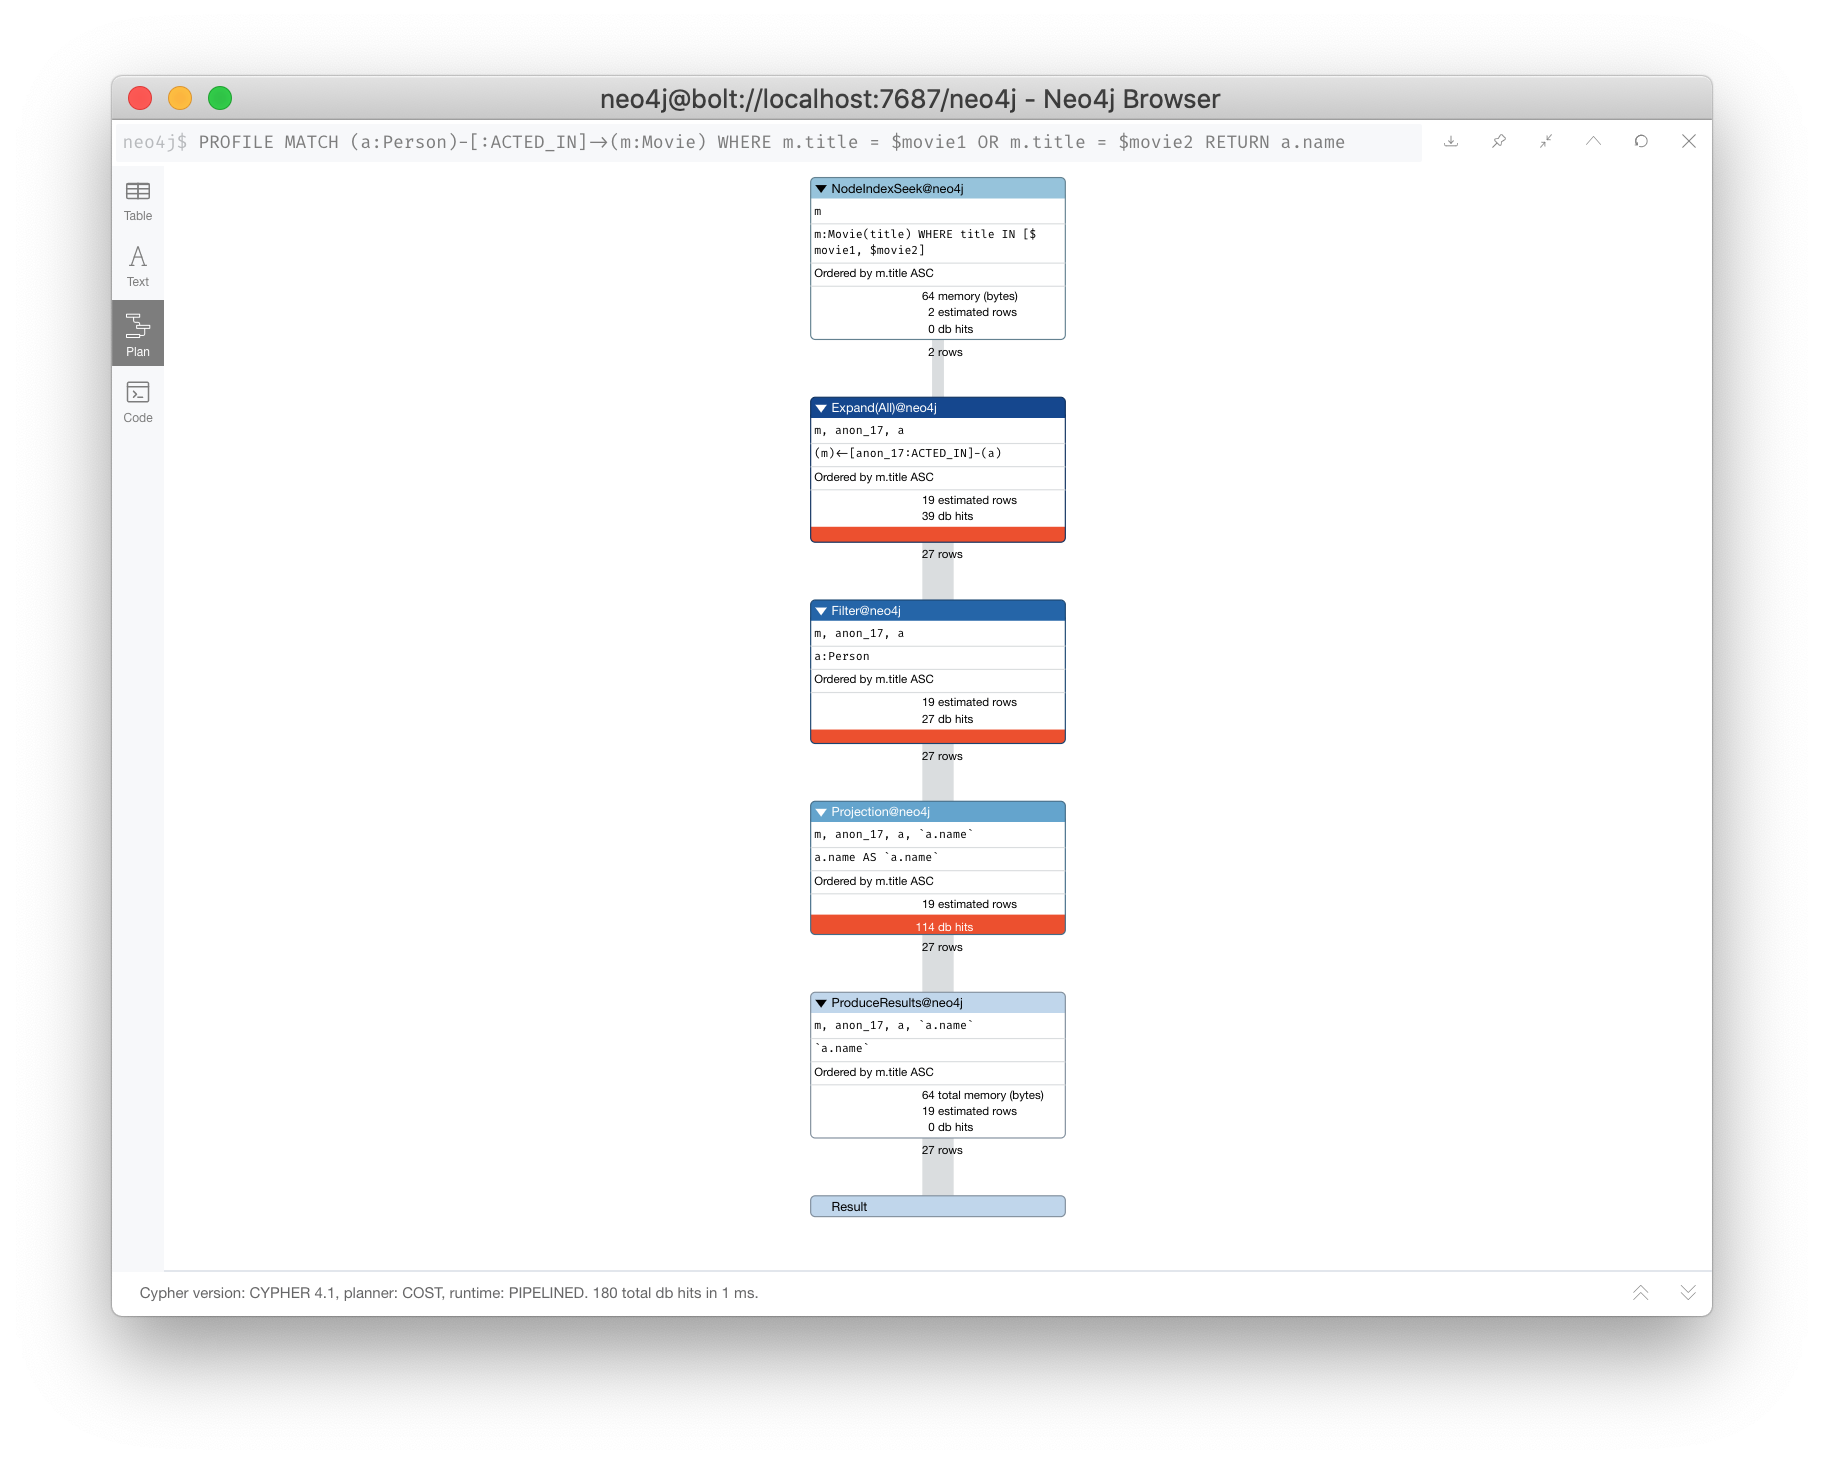 neo4j@bolt://localhost:7687/neo4j - Neo4j Browser
neo4j$ PROFILE MATCH (a:Person)-[:ACTED_IN]→(m:Movie) WHERE m.title = $movie1 OR m.title = $movie2 RETURN a.name
Table
Text
Plan
Code
NodeIndexSeek@neo4j
m
m:Movie(title) WHERE title IN [$
movie1, $movie2]
Ordered by m.title ASC
64 memory (bytes)
2 estimated rows
0 db hits
2 rows
Expand(All)@neo4j
m, anon_17, a
(m)←[anon_17:ACTED_IN]-(a)
Ordered by m.title ASC
19 estimated rows
39 db hits
27 rows
Filter@neo4j
m, anon_17, a
a:Person
Ordered by m.title ASC
19 estimated rows
27 db hits
27 rows
Projection@neo4j
m, anon_17, a, `a.name`
a.name AS `a.name`
Ordered by m.title ASC
19 estimated rows
114 db hits
27 rows
ProduceResults@neo4j
m, anon_17, a, `a.name`
`a.name`
Ordered by m.title ASC
64 total memory (bytes)
19 estimated rows
0 db hits
27 rows
Result
Cypher version: CYPHER 4.1, planner: COST, runtime: PIPELINED. 180 total db hits in 1 ms.